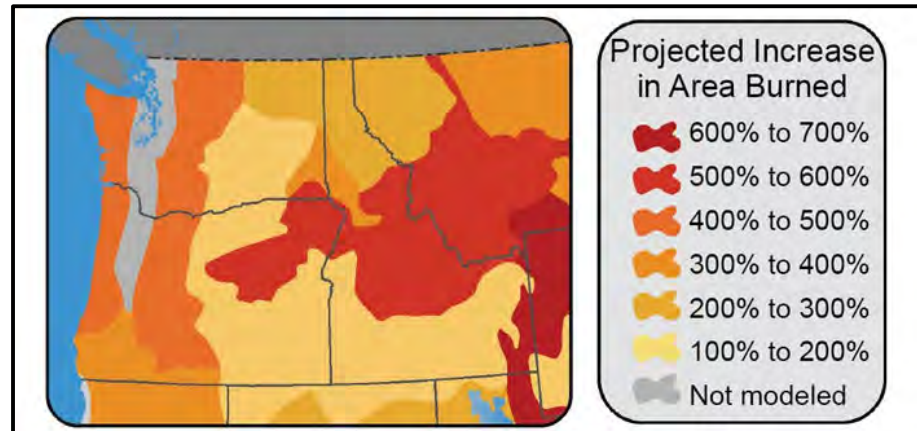 Projected Increase
in Area Burned
600% to 700%
500% to 600%
400% to 500%
300% to 400%
200% to 300%
100% to 200%
Not modeled